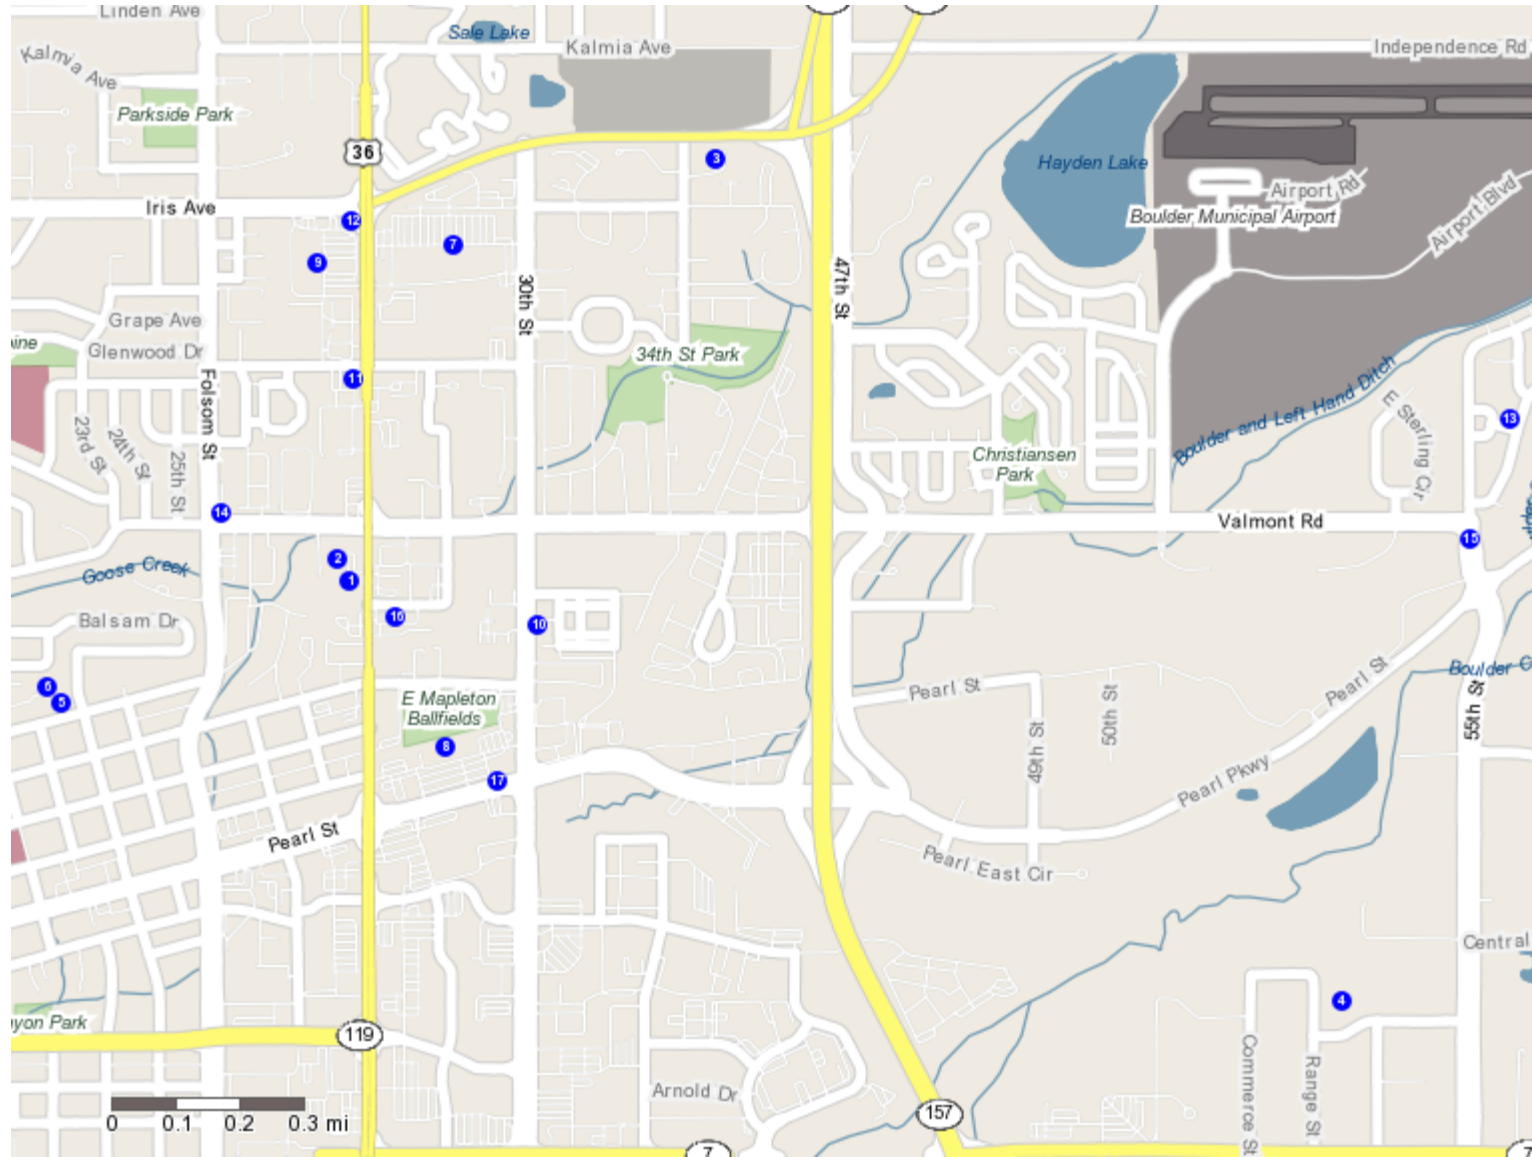 Linden Ave
Sale Lake
Kalmia Ave
Independence Rd
Kalmia Ave
Parkside Park
36
3
Hayden Lake
Airport Rd
Boulder Municipal Airport
Airport Blvd
Iris Ave
12
7
9
47th St
30th St
Grape Ave
ine
Glenwood Dr
34th St Park
11
Folsom St
Boulder and Left Hand Ditch
E Sterling Cir
13
23rd St
24th St
25th St
Christiansen
Park
14
Valmont Rd
15
2
1
Goose Creek
16
10
Balsam Dr
6
5
Pearl St
Pearl St
Boulder C
E Mapleton
Ballfields
50th St
55th St
49th St
8
17
Pearl Pkwy
Pearl St
Pearl East Cir
Central
4
yon Park
119
Commerce St
Range St
Arnold Dr
157
0 0.1 0.2 0.3 mi
7
7